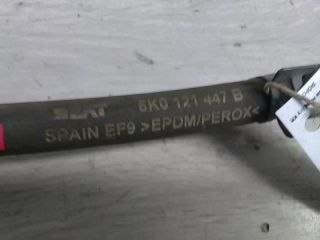 SEAT 6K0 121 447 B
SPAIN EF9 >EPDM/PEROX<